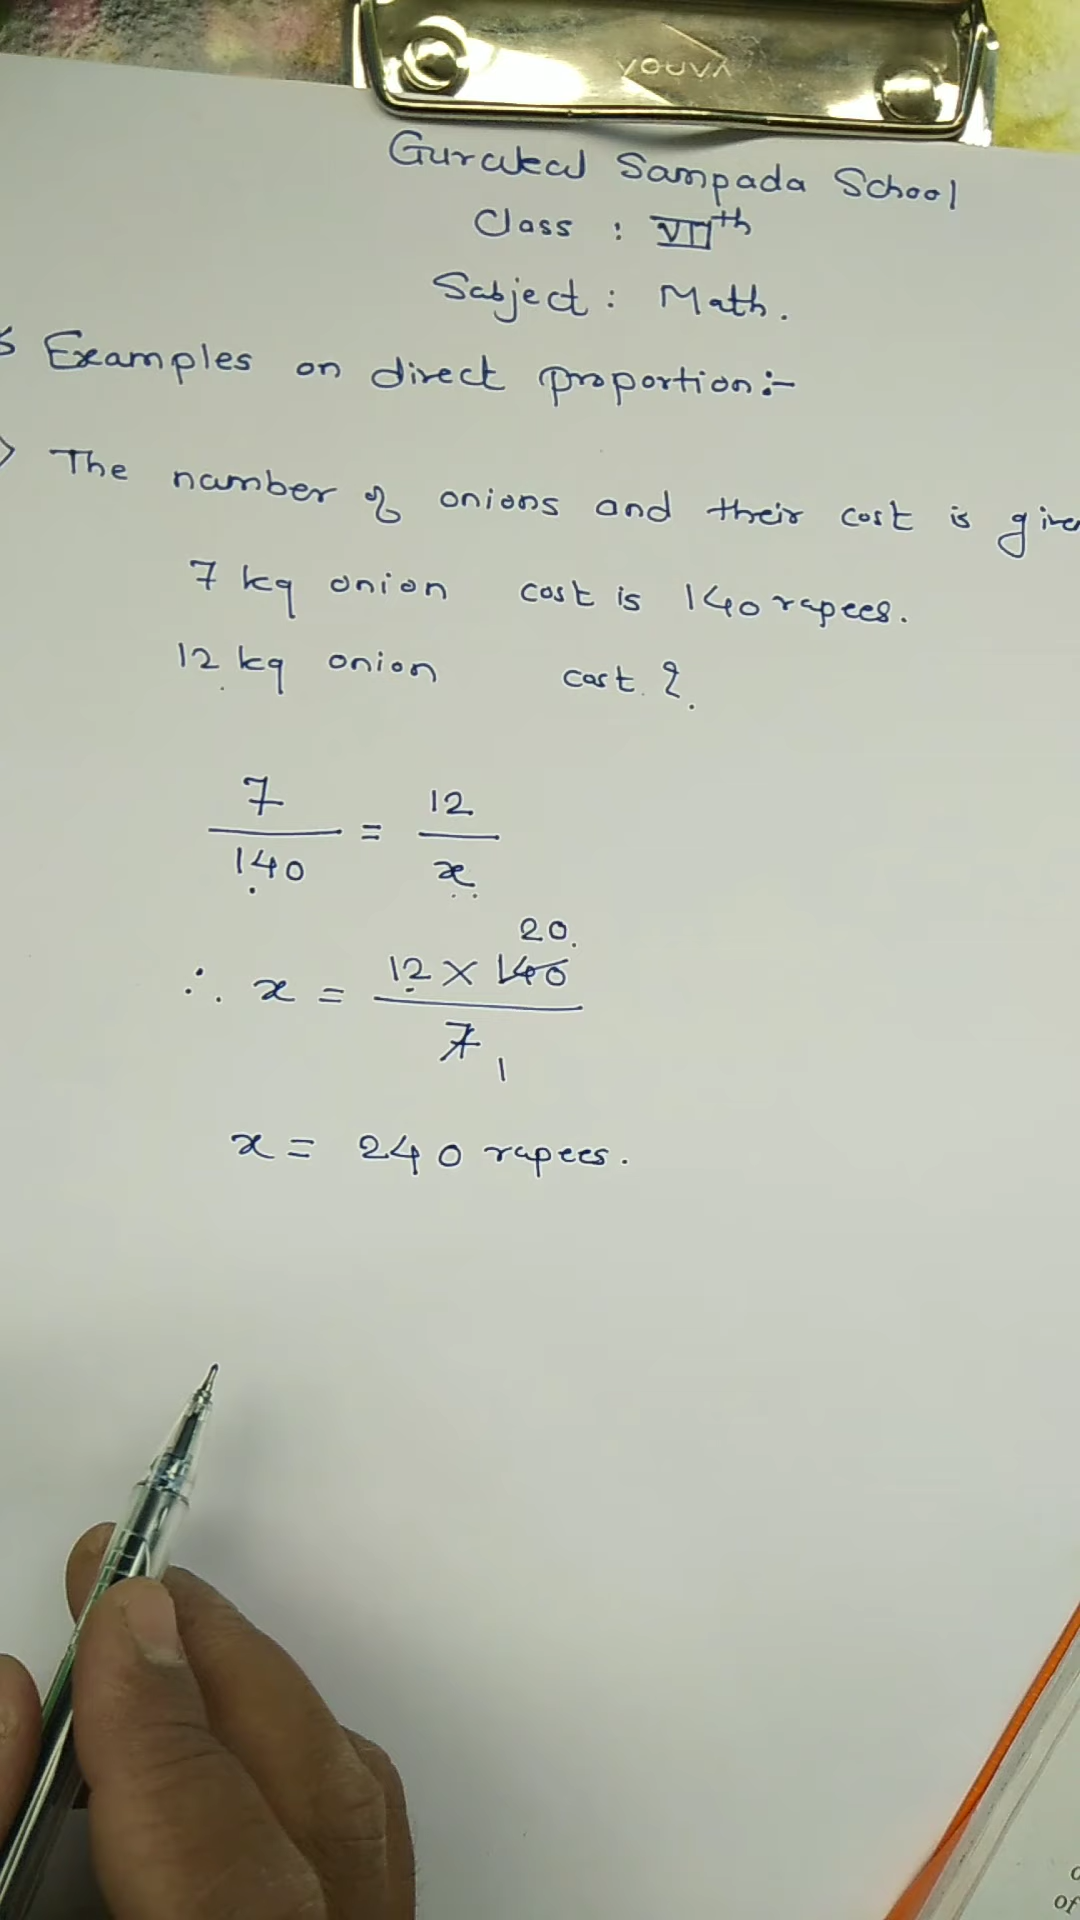 YOUVA
Gurukul Sampada School
Class : VIIth
Subject : Math.
Examples on direct proportion :-
The number of onions and their cost is given
7 kg onion cost is 140 rupees.
12 kg onion cost ?
7/140 = 12/x
20
∴ x = 12 × 140 / 7
1
x = 240 rupees.
of